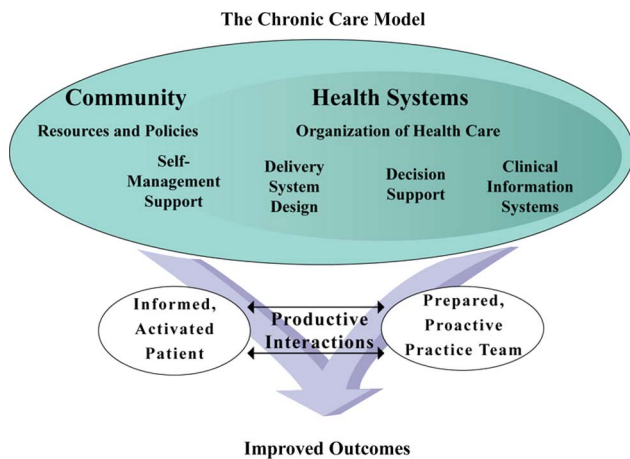 The Chronic Care Model
Community
Health Systems
Resources and Policies
Organization of Health Care
Self-
Management
Support
Delivery
System
Design
Decision
Support
Clinical
Information
Systems
Informed,
Activated
Patient
Productive
Interactions
Prepared,
Proactive
Practice Team
Improved Outcomes